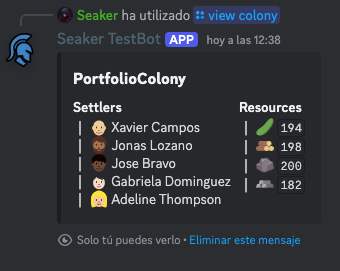 Seaker ha utilizado view colony
Seaker TestBot APP hoy a las 12:38
PortfolioColony
Settlers
| Xavier Campos
| Jonas Lozano
| Jose Bravo
| Gabriela Dominguez
| Adeline Thompson
Resources
| 194
| 198
| 200
| 182
Solo tú puedes verlo • Eliminar este mensaje